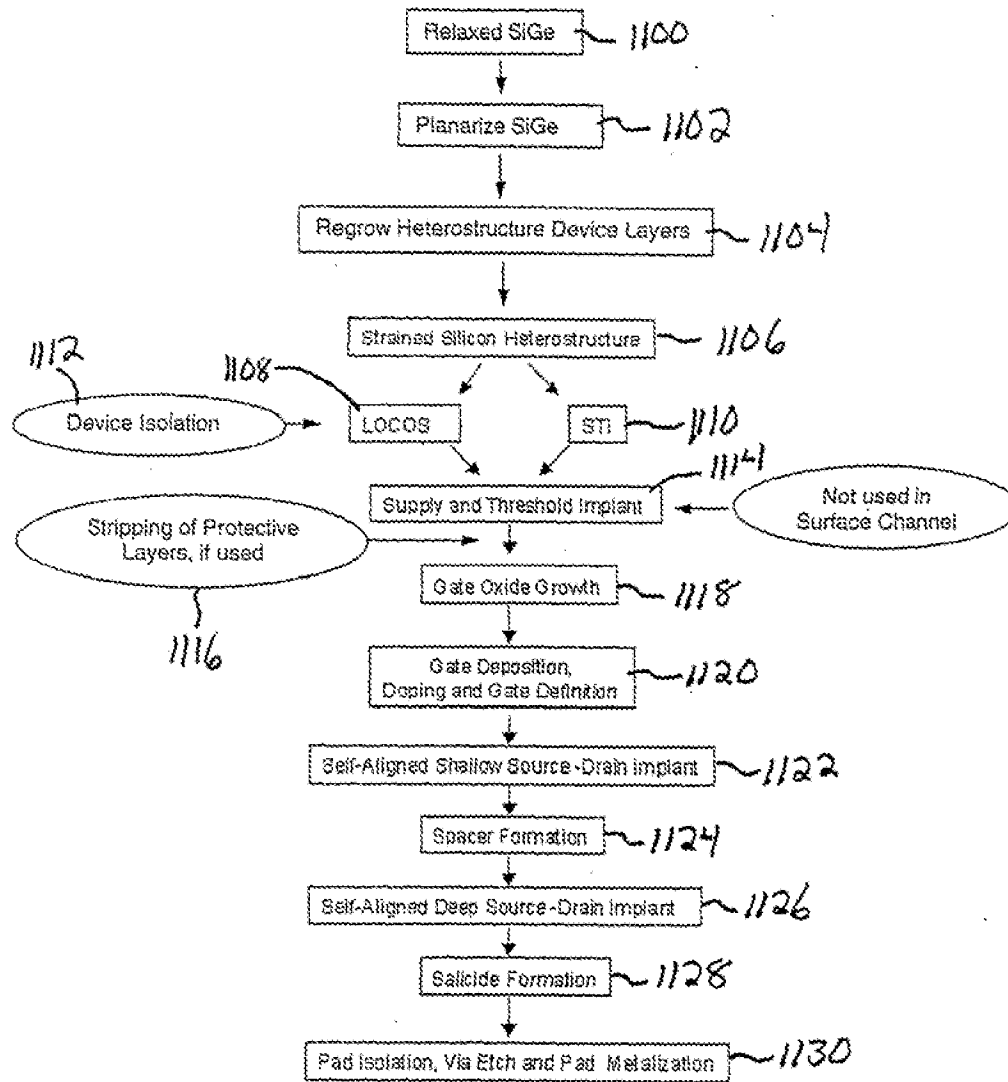 Relaxed SiGe 1100
Planarize SiGe 1102
Regrow Heterostructure Device Layers 1104
Strained Silicon Heterostructure 1106
1112
1108
Device Isolation
LOCOS
STI 1110
1114
Supply and Threshold Implant
Not used in
Surface Channel
Stripping of Protective
Layers, if used
1116
Gate Oxide Growth 1118
Gate Deposition,
Doping and Gate Definition
1120
Self-Aligned Shallow Source-Drain Implant 1122
Spacer Formation 1124
Self-Aligned Deep Source-Drain Implant 1126
Salicide Formation 1128
Pad Isolation, Via Etch and Pad Metalization 1130